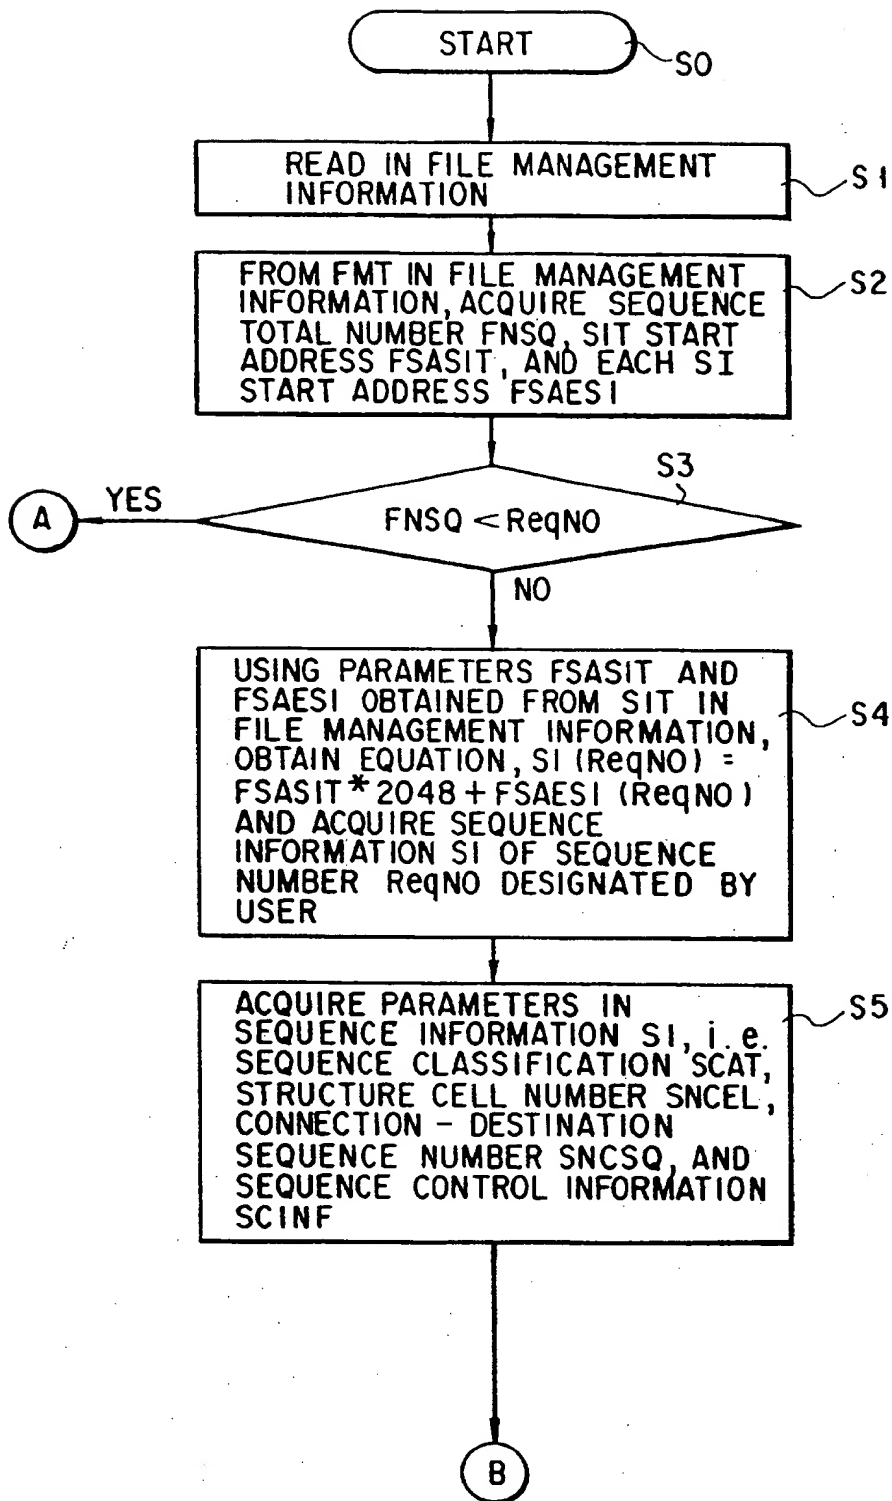 START
S0
READ IN FILE MANAGEMENT
INFORMATION
S1
FROM FMT IN FILE MANAGEMENT
INFORMATION, ACQUIRE SEQUENCE
TOTAL NUMBER FNSQ, SIT START
ADDRESS FSASIT, AND EACH SI
START ADDRESS FSAESI
S2
S3
A
YES
FNSQ < ReqNO
NO
USING PARAMETERS FSASIT AND
FSAESI OBTAINED FROM SIT IN
FILE MANAGEMENT INFORMATION,
OBTAIN EQUATION, SI (ReqNO) =
FSASIT * 2048 + FSAESI (ReqNO)
AND ACQUIRE SEQUENCE
INFORMATION SI OF SEQUENCE
NUMBER ReqNO DESIGNATED BY
USER
S4
ACQUIRE PARAMETERS IN
SEQUENCE INFORMATION SI, i.e.
SEQUENCE CLASSIFICATION SCAT,
STRUCTURE CELL NUMBER SNCEL,
CONNECTION - DESTINATION
SEQUENCE NUMBER SNCSQ, AND
SEQUENCE CONTROL INFORMATION
SCINF
S5
B